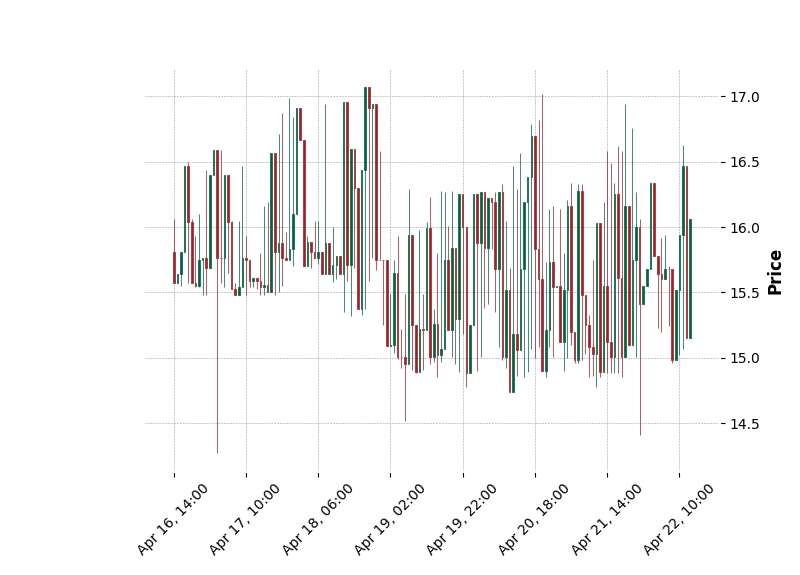 17.0
16.5
16.0
15.5
15.0
14.5
Price
Apr 16, 14:00
Apr 17, 10:00
Apr 18, 06:00
Apr 19, 02:00
Apr 19, 22:00
Apr 20, 18:00
Apr 21, 14:00
Apr 22, 10:00